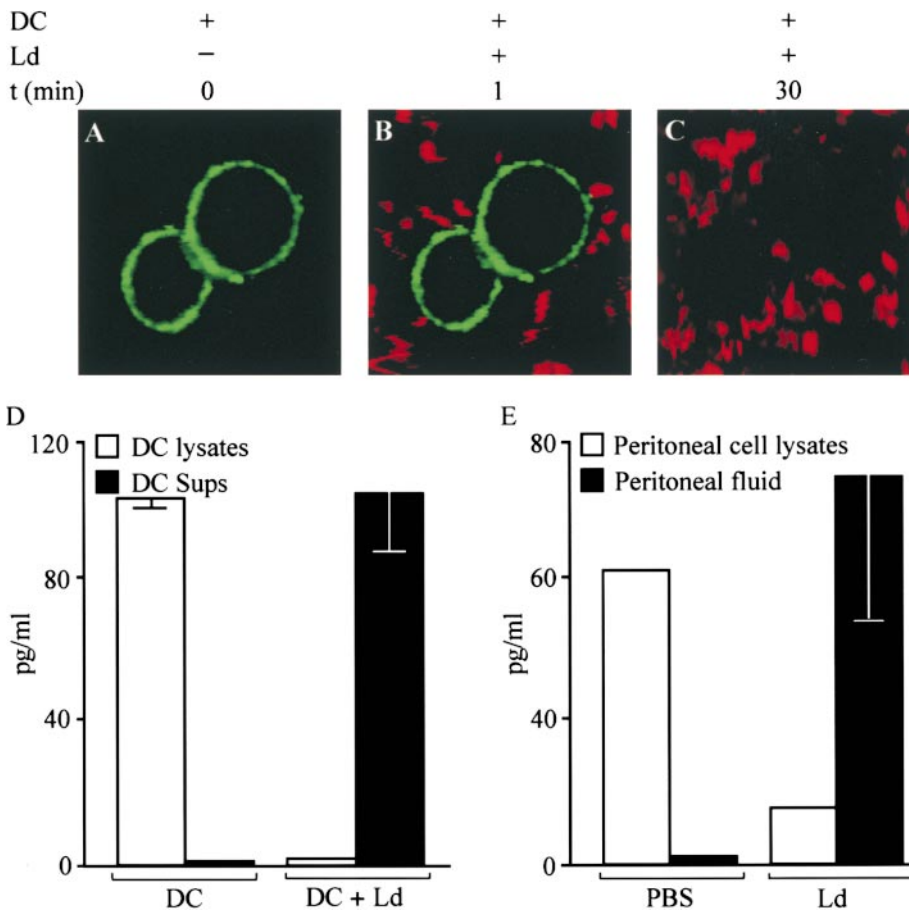 DC + + +
Ld − + +
t (min) 0 1 30
A B C
D
120
80
40
0
pg/ml
DC lysates
DC Sups
DC DC + Ld
E
80
60
40
0
pg/ml
Peritoneal cell lysates
Peritoneal fluid
PBS Ld